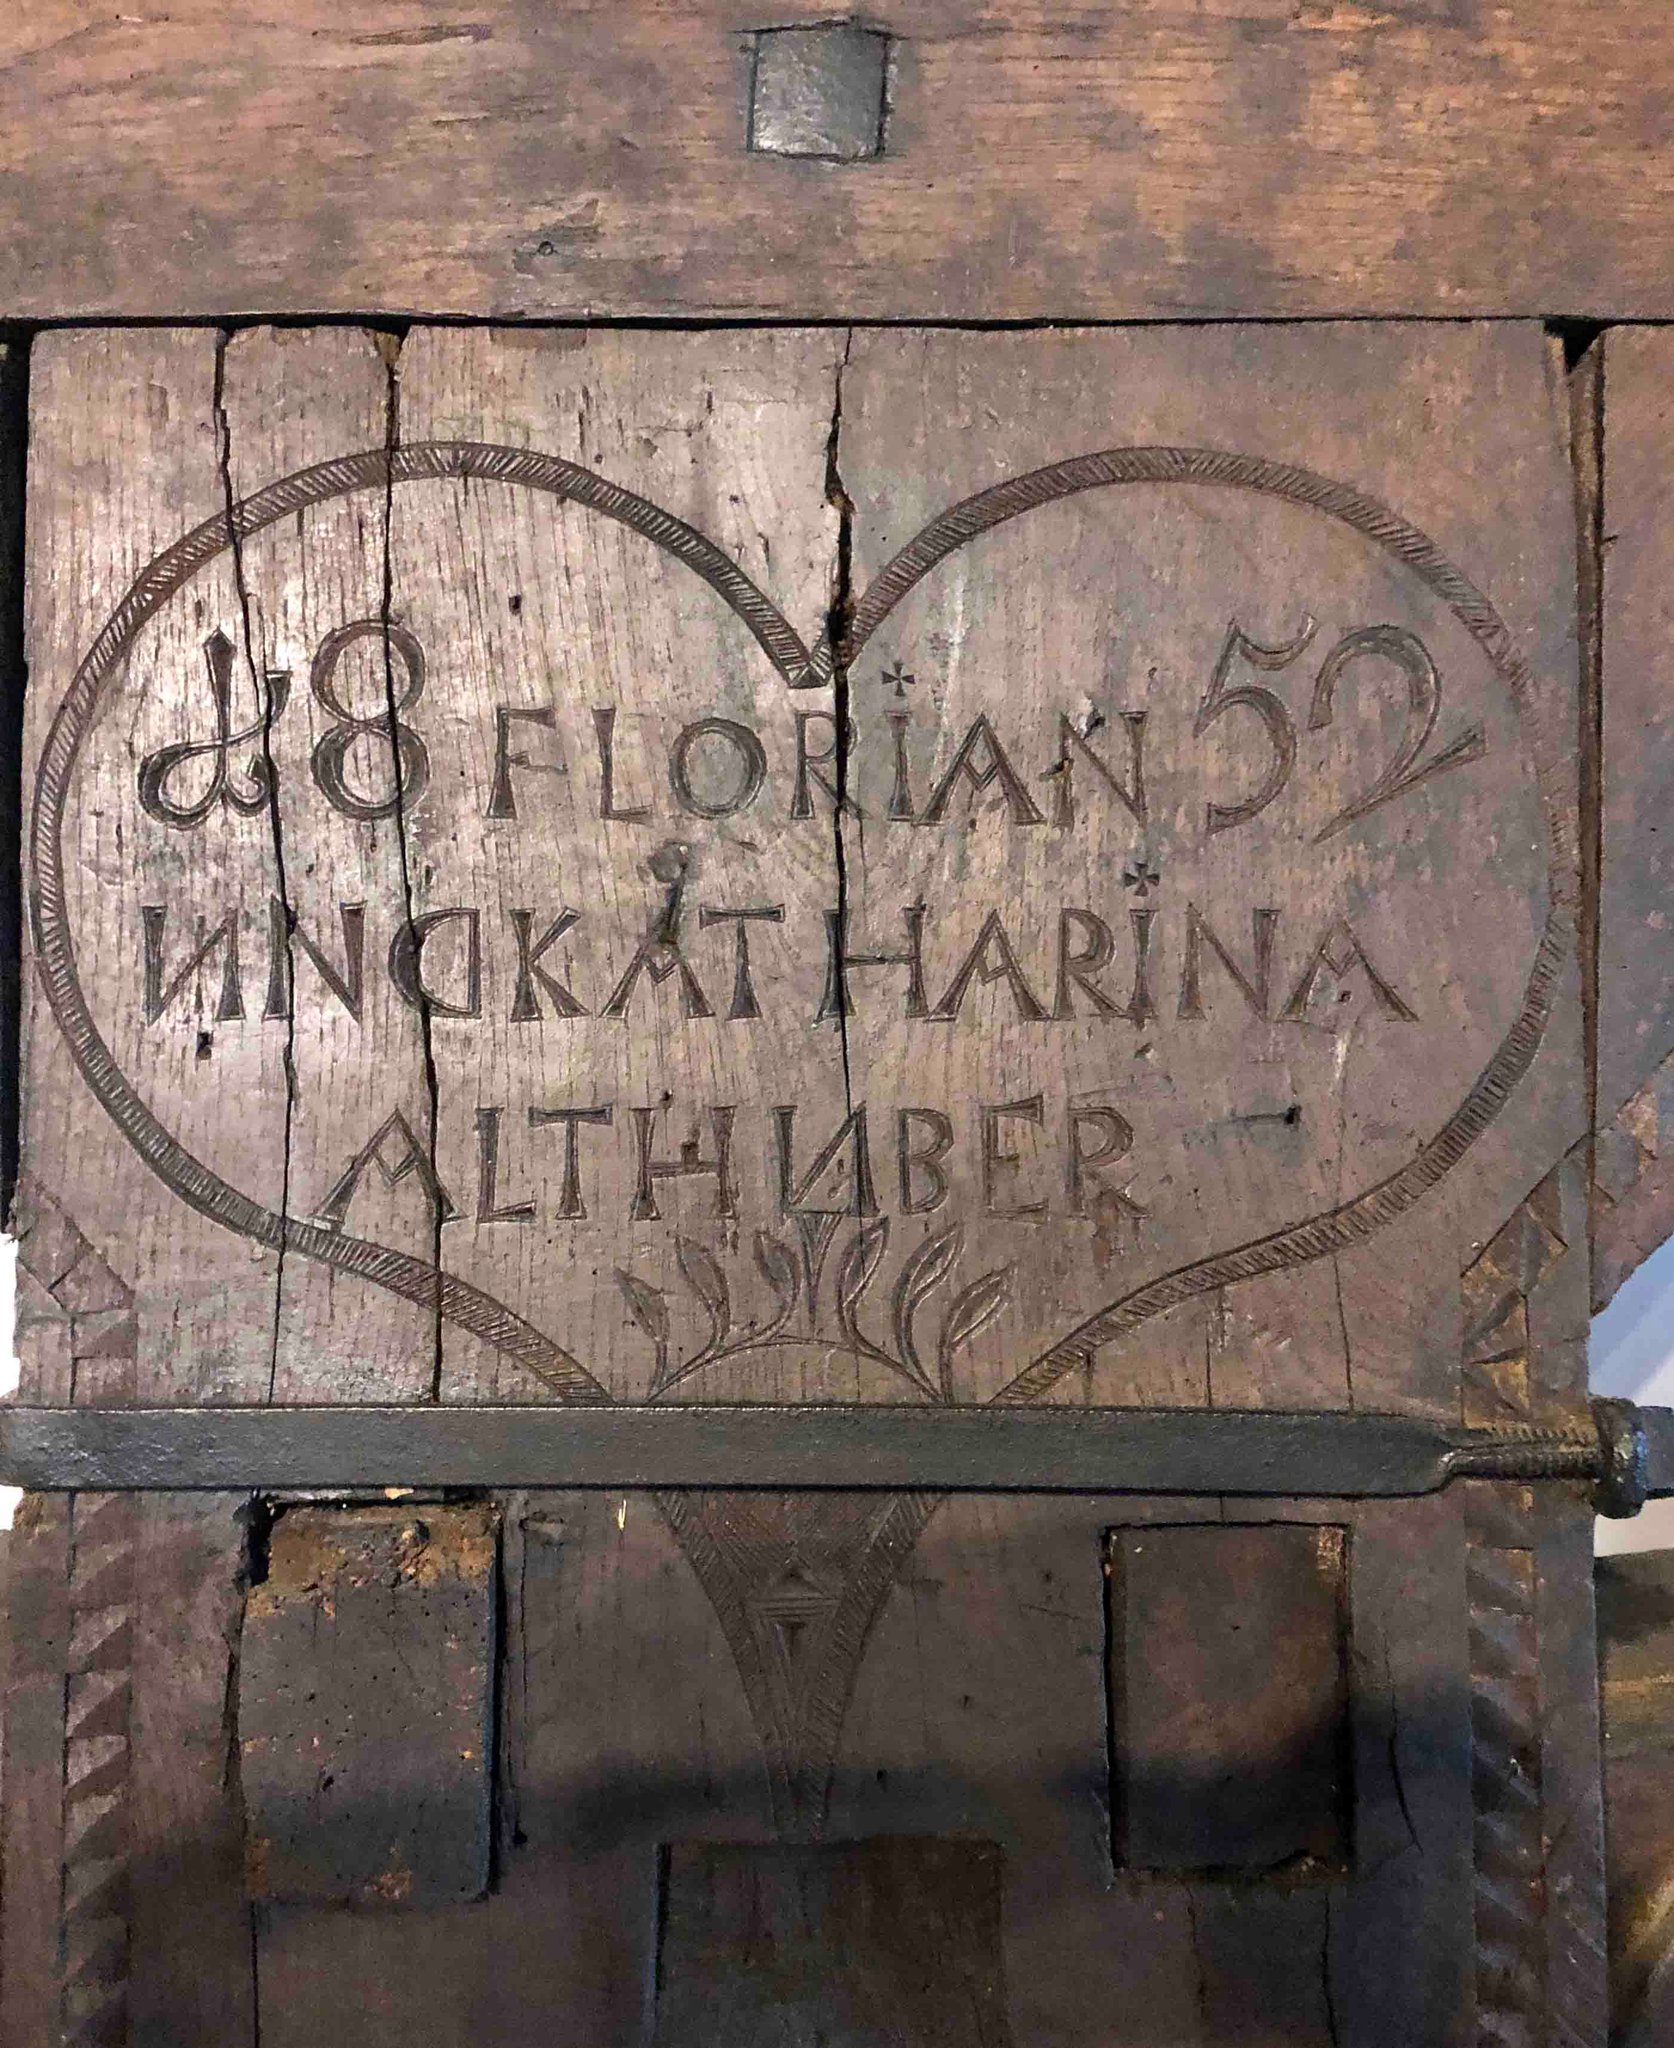 18 FLORIAN 52
UND KATHARINA
ALTHUBER